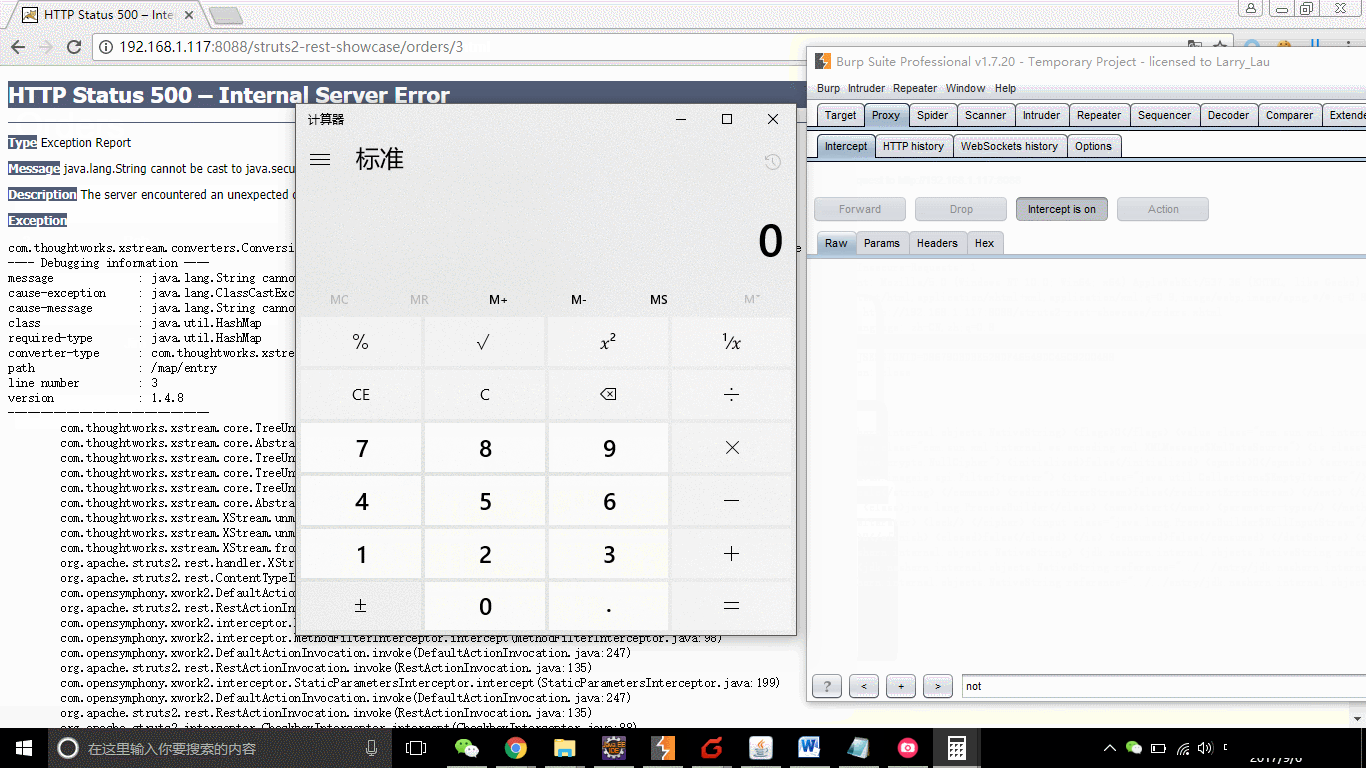 HTTP Status 500 – Inte
192.168.1.117:8088/struts2-rest-showcase/orders/3
HTTP Status 500 – Internal Server Error
Type Exception Report
Message java.lang.String cannot be cast to java.secu
Description The server encountered an unexpected
Exception
com.thoughtworks.xstream.converters.Conversi
---- Debugging information ----
message : java.lang.String canno
cause-exception : java.lang.ClassCastExc
cause-message : java.lang.String canno
class : java.util.HashMap
required-type : java.util.HashMap
converter-type : com.thoughtworks.xstre
path : /map/entry
line number : 3
version : 1.4.8
-------------------------------
com.thoughtworks.xstream.core.TreeUn
com.thoughtworks.xstream.core.Abstra
com.thoughtworks.xstream.core.TreeUn
com.thoughtworks.xstream.core.TreeUn
com.thoughtworks.xstream.core.TreeUn
com.thoughtworks.xstream.core.Abstra
com.thoughtworks.xstream.XStream.unm
com.thoughtworks.xstream.XStream.unm
com.thoughtworks.xstream.XStream.fro
org.apache.struts2.rest.handler.XStr
org.apache.struts2.rest.ContentTypeI
com.opensymphony.xwork2.DefaultActio
org.apache.struts2.rest.RestActionIn
com.opensymphony.xwork2.interceptor.
com.opensymphony.xwork2.interceptor.MethodFilterInterceptor.intercept(MethodFilterInterceptor.java:98)
com.opensymphony.xwork2.DefaultActionInvocation.invoke(DefaultActionInvocation.java:247)
org.apache.struts2.rest.RestActionInvocation.invoke(RestActionInvocation.java:135)
com.opensymphony.xwork2.interceptor.StaticParametersInterceptor.intercept(StaticParametersInterceptor.java:199)
com.opensymphony.xwork2.DefaultActionInvocation.invoke(DefaultActionInvocation.java:247)
org.apache.struts2.rest.RestActionInvocation.invoke(RestActionInvocation.java:135)
计算器
标准
0
MC MR M+ M- MS M˅
% √ x² ¹/x
CE C ⌫ ÷
7 8 9 ×
4 5 6 −
1 2 3 +
± 0 . =
Burp Suite Professional v1.7.20 - Temporary Project - licensed to Larry_Lau
Burp Intruder Repeater Window Help
Target Proxy Spider Scanner Intruder Repeater Sequencer Decoder Comparer Extende
Intercept HTTP history WebSockets history Options
Forward Drop Intercept is on Action
Raw Params Headers Hex
? < + > not
在这里输入你要搜索的内容
2017/9/6